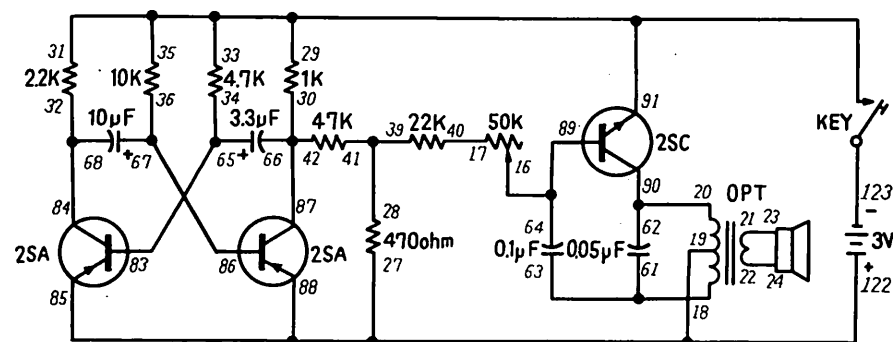 31 35 33 29
2.2K 10K 4.7K 1K
32 36 34 30
10µF 3.3µF 47K 22K 50K
68 +67 65+ 66 42 41 39 40 17 16
89 91 2SC 90
KEY
84 87
2SA 83 86 2SA
85 88
28
470ohm
27
64 62
0.1µF 0.05µF
63 61
20 OPT
19 21 23
22 24
18
123
−
3V
+
122